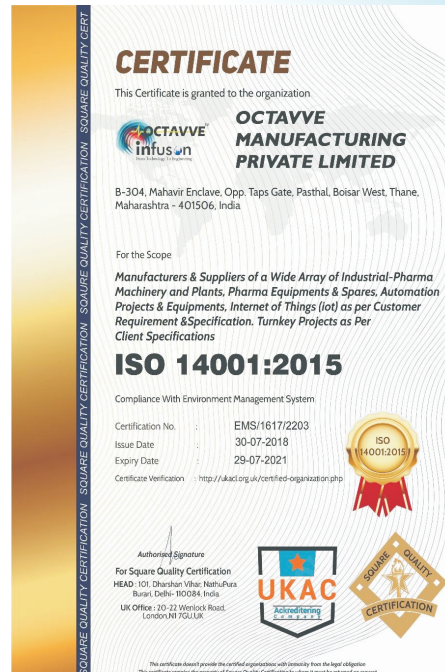 SQUARE QUALITY CERTIFICATION SQAURE QUALITY CERTIFICATION SQUARE QUALITY CERTIFICATION SQUARE QUALITY CERT
CERTIFICATE
This Certificate is granted to the organization
OCTAVVE
infusion
OCTAVVE
MANUFACTURING
PRIVATE LIMITED
B-304, Mahavir Enclave, Opp. Taps Gate, Pasthal, Boisar West, Thane,
Maharashtra - 401506, India
For the Scope
Manufacturers & Suppliers of a Wide Array of Industrial-Pharma
Machinery and Plants, Pharma Equipments & Spares, Automation
Projects & Equipments, Internet of Things (iot) as per Customer
Requirement &Specification. Turnkey Projects as Per
Client Specifications
ISO 14001:2015
Compliance With Environment Management System
Certification No. : EMS/1617/2203
Issue Date : 30-07-2018
Expiry Date : 29-07-2021
Certificate Verification : http://ukacl.org.uk/certified-organization.php
ISO
14001:2015
Authorised Signature
For Square Quality Certification
HEAD : 101, Dharshan Vihar, NathuPura
Burari, Delhi- 110084, India
UK Office : 20-22 Wenlock Road,
London,N1 7GU,UK
UKAC
Ackreditering
Company
SQUARE QUALITY
CERTIFICATION
This certificate doesn't provide the certified organizations with immunity from the legal obligation